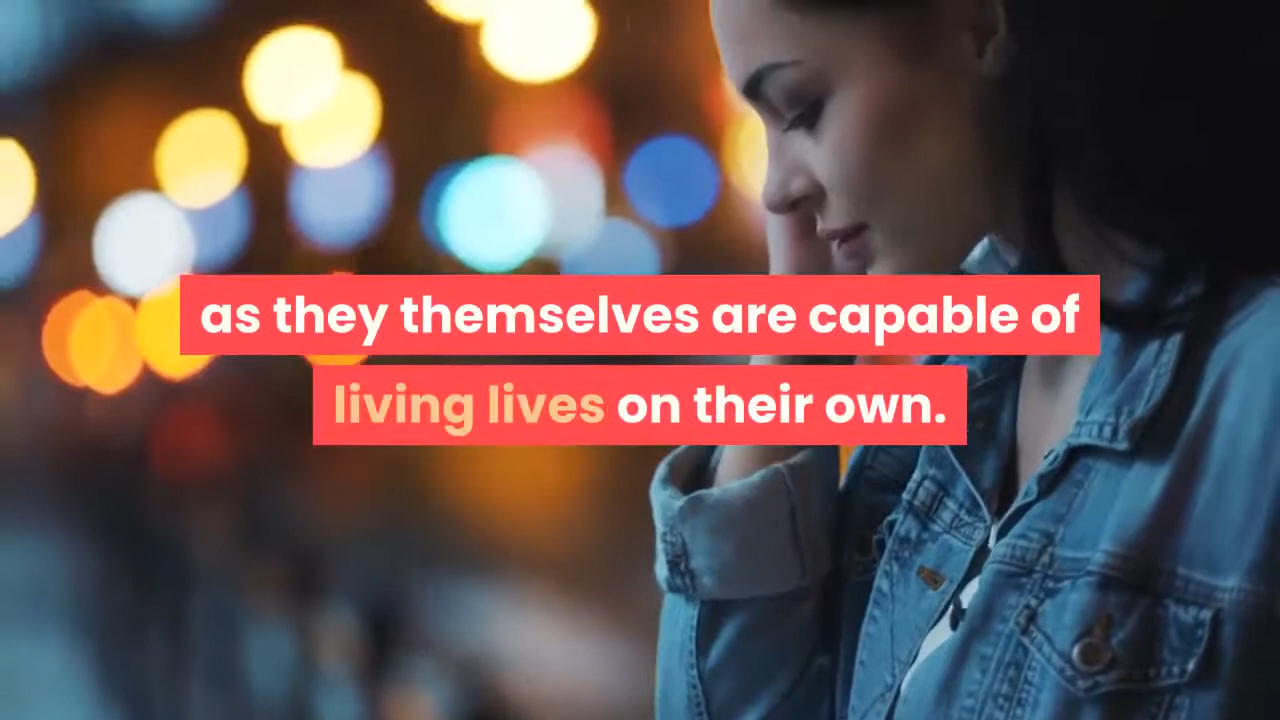 as they themselves are capable of
living lives on their own.